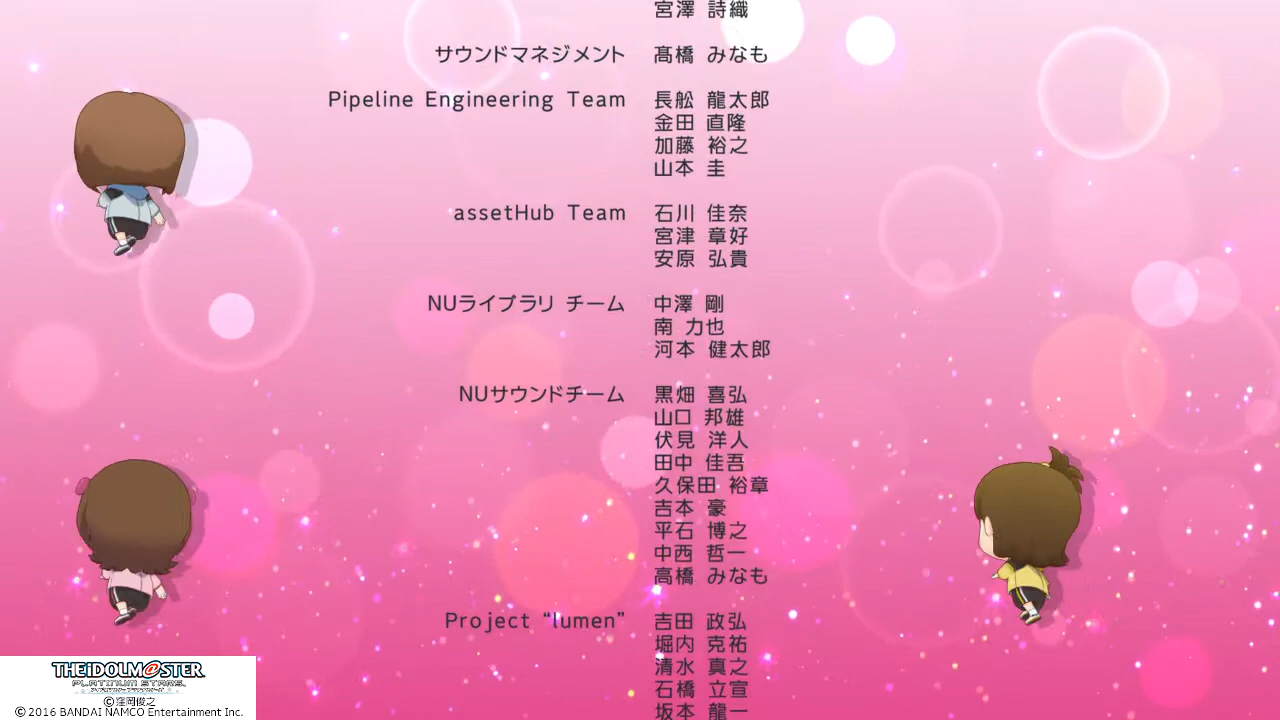 宮澤 詩織
サウンドマネジメント 髙橋 みなも
Pipeline Engineering Team 長舩 龍太郎
金田 直隆
加藤 裕之
山本 圭
assetHub Team 石川 佳奈
宮津 章好
安原 弘貴
NUライブラリ チーム 中澤 剛
南 力也
河本 健太郎
NUサウンドチーム 黒畑 喜弘
山口 邦雄
伏見 洋人
田中 佳吾
久保田 裕章
吉本 豪
平石 博之
中西 哲一
高橋 みなも
Project “lumen” 吉田 政弘
堀内 克祐
清水 真之
石橋 立宣
坂本 龍一
THE iDOLM@STER
PLATINUM STARS
©窪岡俊之
© 2016 BANDAI NAMCO Entertainment Inc.